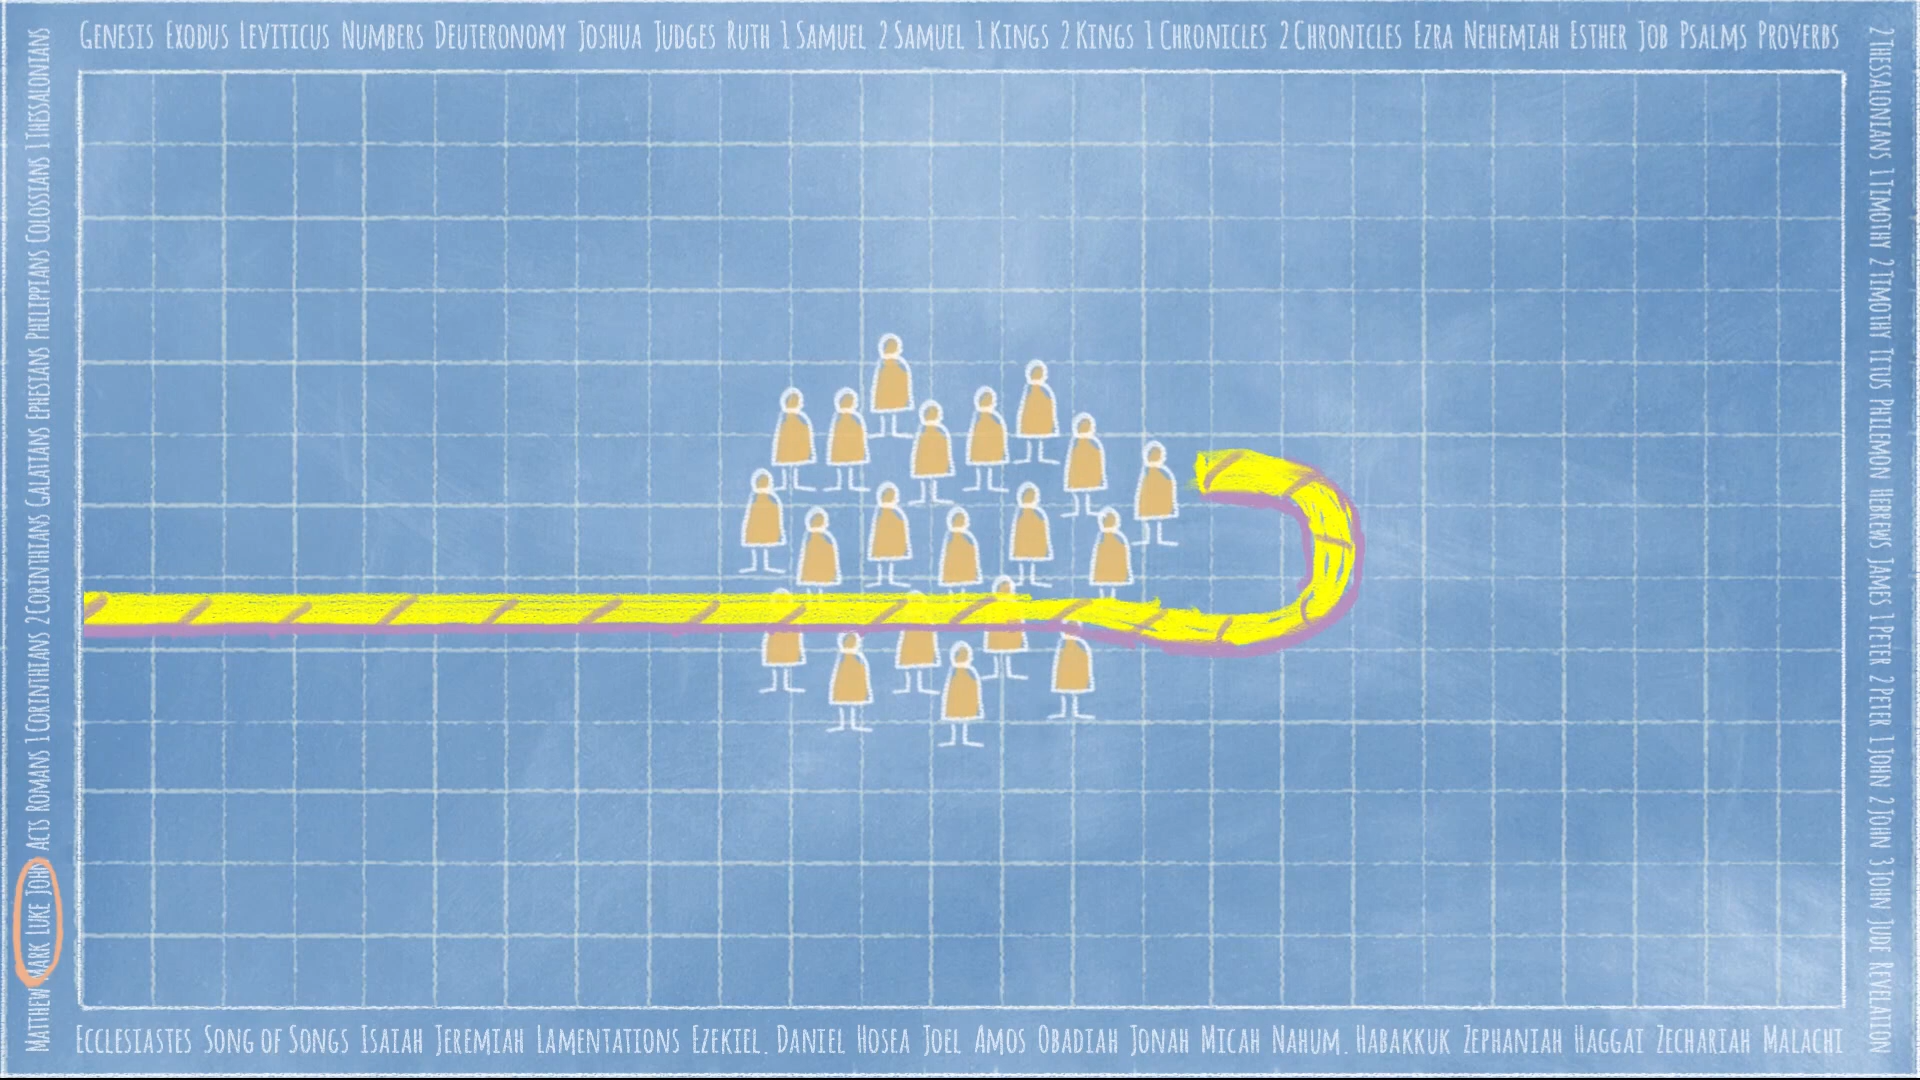 Genesis Exodus Leviticus Numbers Deuteronomy Joshua Judges Ruth 1 Samuel 2 Samuel 1 Kings 2 Kings 1 Chronicles 2 Chronicles Ezra Nehemiah Esther Job Psalms Proverbs
Ecclesiastes Song of Songs Isaiah Jeremiah Lamentations Ezekiel. Daniel Hosea Joel Amos Obadiah Jonah Micah Nahum. Habakkuk Zephaniah Haggai Zechariah Malachi
Matthew Mark Luke John Acts Romans 1 Corinthians 2 Corinthians Galatians Ephesians Philippians Colossians 1 Thessalonians
2 Thessalonians 1 Timothy 2 Timothy Titus Philemon Hebrews James 1 Peter 2 Peter 1 John 2 John 3 John Jude Revelation